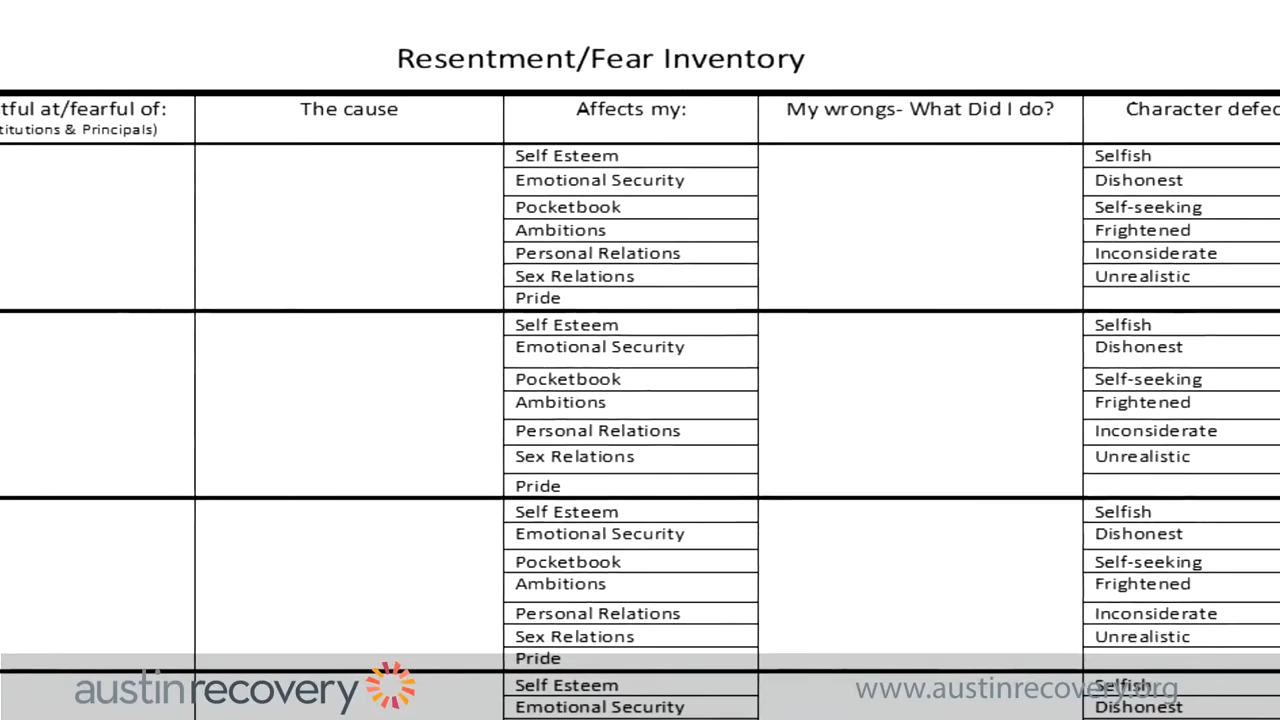 Resentment/Fear Inventory
tful at/fearful of: The cause Affects my: My wrongs- What Did I do? Character defec
titutions & Principals)
Self Esteem Selfish
Emotional Security Dishonest
Pocketbook Self-seeking
Ambitions Frightened
Personal Relations Inconsiderate
Sex Relations Unrealistic
Pride
Self Esteem Selfish
Emotional Security Dishonest
Pocketbook Self-seeking
Ambitions Frightened
Personal Relations Inconsiderate
Sex Relations Unrealistic
Pride
Self Esteem Selfish
Emotional Security Dishonest
Pocketbook Self-seeking
Ambitions Frightened
Personal Relations Inconsiderate
Sex Relations Unrealistic
Pride
Self Esteem Selfish
Emotional Security Dishonest
austinrecovery www.austinrecovery.org